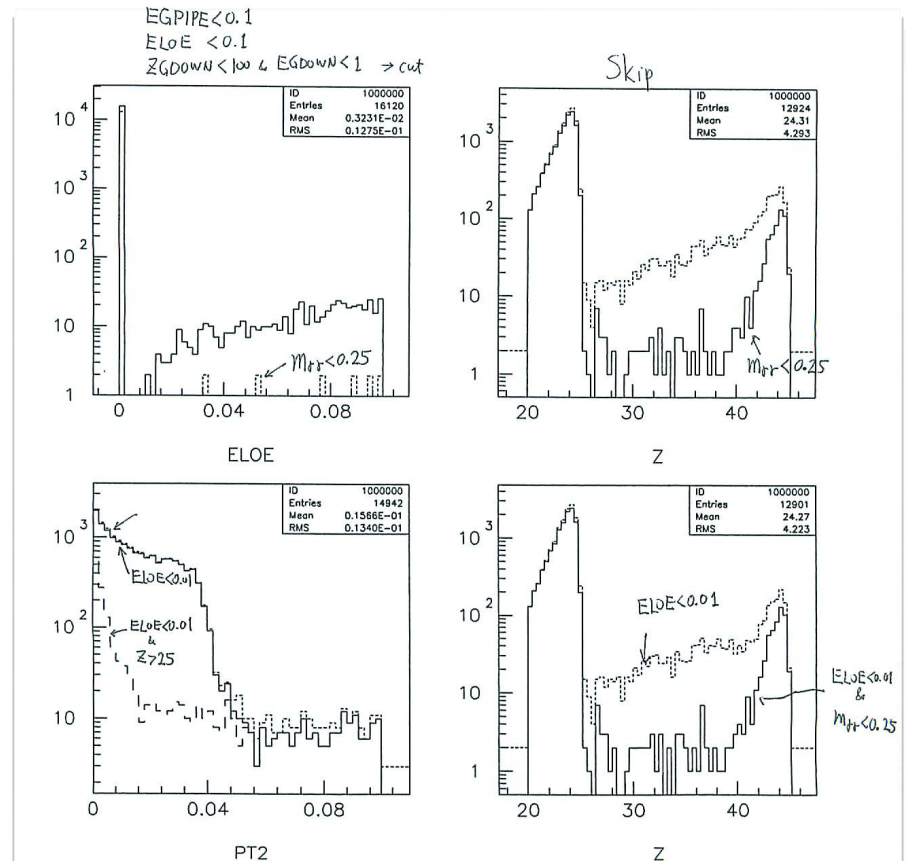 EGPIPE<0.1
ELOE <0.1
ZGDOWN<100 & EGDOWN<1 → cut
Skip
ID 1000000
Entries 16120
Mean 0.3231E-02
RMS 0.1275E-01
10^4
10^3
10^2
10
1
0 0.04 0.08
ELOE
mγγ<0.25
ID 1000000
Entries 12924
Mean 24.31
RMS 4.293
10^3
10^2
10
1
20 30 40
Z
mγγ<0.25
ID 1000000
Entries 14942
Mean 0.1566E-01
RMS 0.1340E-01
10^3
10^2
10
0 0.04 0.08
PT2
ELOE<0.01
ELOE<0.01
&
Z>25
ID 1000000
Entries 12901
Mean 24.27
RMS 4.223
10^3
10^2
10
1
20 30 40
Z
ELOE<0.01
ELOE<0.01
&
mγγ<0.25